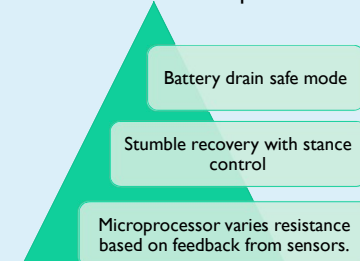 Battery drain safe mode
Stumble recovery with stance
control
Microprocessor varies resistance
based on feedback from sensors.